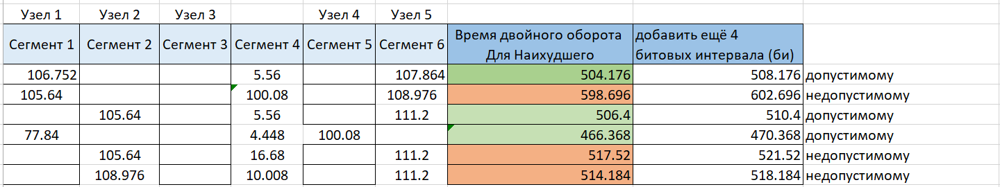 Узел 1 Узел 2 Узел 3 Узел 4 Узел 5
Сегмент 1 Сегмент 2 Сегмент 3 Сегмент 4 Сегмент 5 Сегмент 6 Время двойного оборота Для Наихудшего добавить ещё 4 битовых интервала (би)
106.752 5.56 107.864 504.176 508.176 допустимому
105.64 100.08 108.976 598.696 602.696 недопустимому
105.64 5.56 111.2 506.4 510.4 допустимому
77.84 4.448 100.08 466.368 470.368 допустимому
105.64 16.68 111.2 517.52 521.52 недопустимому
108.976 10.008 111.2 514.184 518.184 недопустимому